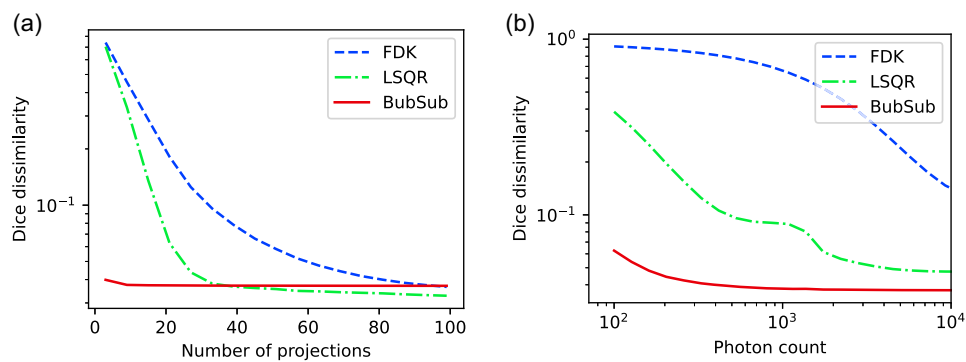 (a)
Dice dissimilarity
10⁻¹
FDK
LSQR
BubSub
0
20
40
60
80
100
Number of projections
(b)
Dice dissimilarity
10⁰
10⁻¹
FDK
LSQR
BubSub
10²
10³
10⁴
Photon count